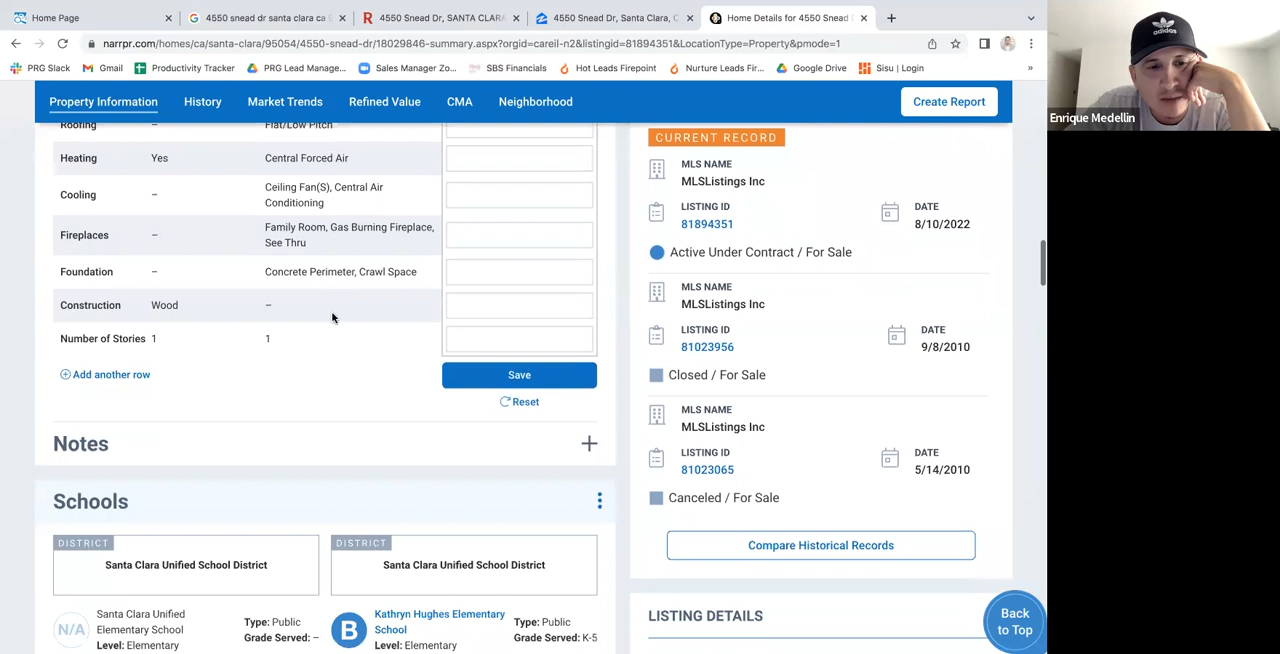 Home Page
4550 snead dr santa clara ca
4550 Snead Dr, SANTA CLARA
4550 Snead Dr, Santa Clara, C
Home Details for 4550 Snead
narrpr.com/homes/ca/santa-clara/95054/4550-snead-dr/18029846-summary.aspx?orgid=careil-n2&listingid=81894351&LocationType=Property&pmode=1
PRG Slack
Gmail
Productivity Tracker
PRG Lead Manage...
Sales Manager Zo...
SBS Financials
Hot Leads Firepoint
Nurture Leads Fir...
Google Drive
Sisu | Login
»
Property Information
History
Market Trends
Refined Value
CMA
Neighborhood
Create Report
Enrique Medellin
Roofing – Flat/Low Pitch
Heating Yes Central Forced Air
Cooling – Ceiling Fan(S), Central Air
Conditioning
Fireplaces – Family Room, Gas Burning Fireplace,
See Thru
Foundation – Concrete Perimeter, Crawl Space
Construction Wood –
Number of Stories 1 1
Add another row
Save
Reset
Notes
Schools
DISTRICT
Santa Clara Unified School District
DISTRICT
Santa Clara Unified School District
N/A
Santa Clara Unified
Elementary School
Level: Elementary
Type: Public
Grade Served: –
B
Kathryn Hughes Elementary
School
Level: Elementary
Type: Public
Grade Served: K-5
CURRENT RECORD
MLS NAME
MLSListings Inc
LISTING ID
81894351
DATE
8/10/2022
Active Under Contract / For Sale
MLS NAME
MLSListings Inc
LISTING ID
81023956
DATE
9/8/2010
Closed / For Sale
MLS NAME
MLSListings Inc
LISTING ID
81023065
DATE
5/14/2010
Canceled / For Sale
Compare Historical Records
LISTING DETAILS
Back
to Top
adidas